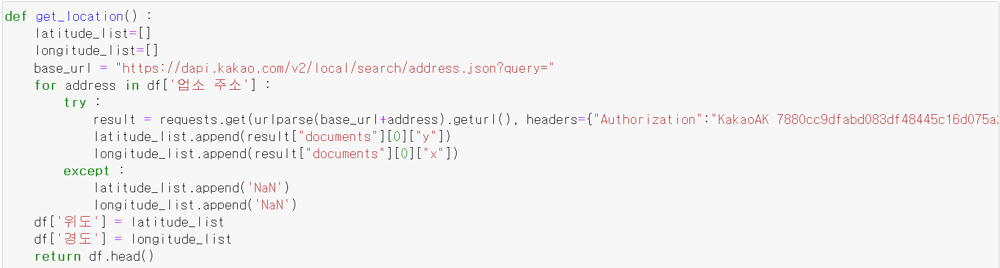 def get_location() :
    latitude_list=[]
    longitude_list=[]
    base_url = "https://dapi.kakao.com/v2/local/search/address.json?query="
    for address in df['업소 주소'] :
        try :
            result = requests.get(urlparse(base_url+address).geturl(), headers={"Authorization":"KakaoAK 7880cc9dfabd083df48445c16d075a
            latitude_list.append(result["documents"][0]["y"])
            longitude_list.append(result["documents"][0]["x"])
        except :
            latitude_list.append('NaN')
            longitude_list.append('NaN')
    df['위도'] = latitude_list
    df['경도'] = longitude_list
    return df.head()